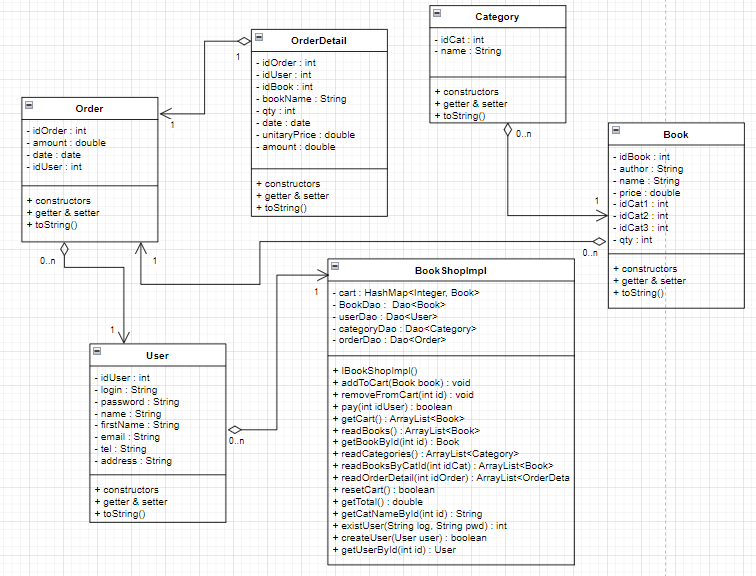 Category
- idCat : int
- name : String
+ constructors
+ getter & setter
+ toString()
0..n
OrderDetail
- idOrder : int
- idUser : int
- idBook : int
- bookName : String
- qty : int
- date : date
- unitaryPrice : double
- amount : double
+ constructors
+ getter & setter
+ toString()
1
1
Order
- idOrder : int
- amount : double
- date : date
- idUser : int
+ constructors
+ getter & setter
+ toString()
0..n
1
1
Book
- idBook : int
- author : String
- name : String
- price : double
- idCat1 : int
- idCat2 : int
- idCat3 : int
- qty : int
+ constructors
+ getter & setter
+ toString()
1
0..n
User
- idUser : int
- login : String
- password : String
- name : String
- firstName : String
- email : String
- tel : String
- address : String
+ constructors
+ getter & setter
+ toString()
0..n
1
BookShopImpl
- cart : HashMap<Integer, Book>
- BookDao : Dao<Book>
- userDao : Dao<User>
- categoryDao : Dao<Category>
- orderDao : Dao<Order>
+ IBookShopImpl()
+ addToCart(Book book) : void
+ removeFromCart(int id) : void
+ pay(int idUser) : boolean
+ getCart() : ArrayList<Book>
+ readBooks() : ArrayList<Book>
+ getBookById(int id) : Book
+ readCategories() : ArrayList<Category>
+ readBooksByCatId(int idCat) : ArrayList<Book>
+ readOrderDetail(int idOrder) : ArrayList<OrderDeta
+ resetCart() : boolean
+ getTotal() : double
+ getCatNameById(int id) : String
+ existUser(String log, String pwd) : int
+ createUser(User user) : boolean
+ getUserById(int id) : User